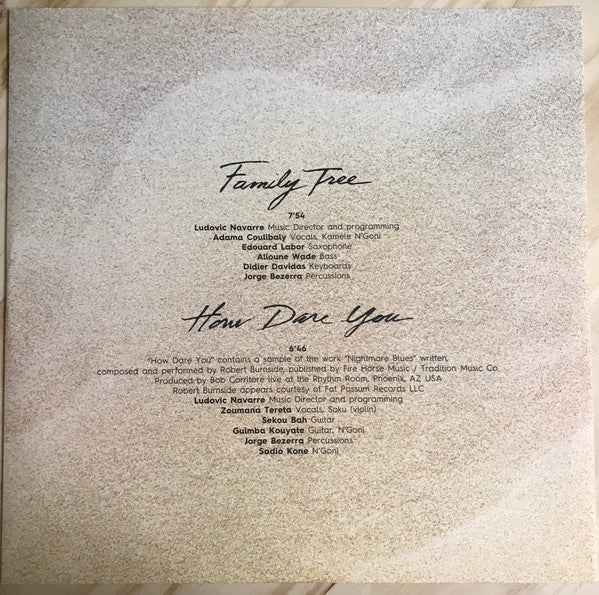 Family Tree
7'54
Ludovic Navarre Music Director and programming
Adama Coulibaly Vocals, Kamele N'Goni
Edouard Labor Saxophone
Alioune Wade Bass
Didier Davidas Keyboards
Jorge Bezerra Percussions
How Dare You
6'46
"How Dare You" contains a sample of the work "Nightmare Blues" written,
composed and performed by Robert Burnside, published by Fire Horse Music / Tradition Music Co.
Produced by Bob Corritore live at the Rhythm Room, Phoenix, AZ USA
Robert Burnside appears courtesy of Fat Possum Records LLC
Ludovic Navarre Music Director and programming
Zoumana Tereta Vocals, Soku (violin)
Sekou Bah Guitar
Guimba Kouyate Guitar, N'Goni
Jorge Bezerra Percussions
Sadio Kone N'Goni